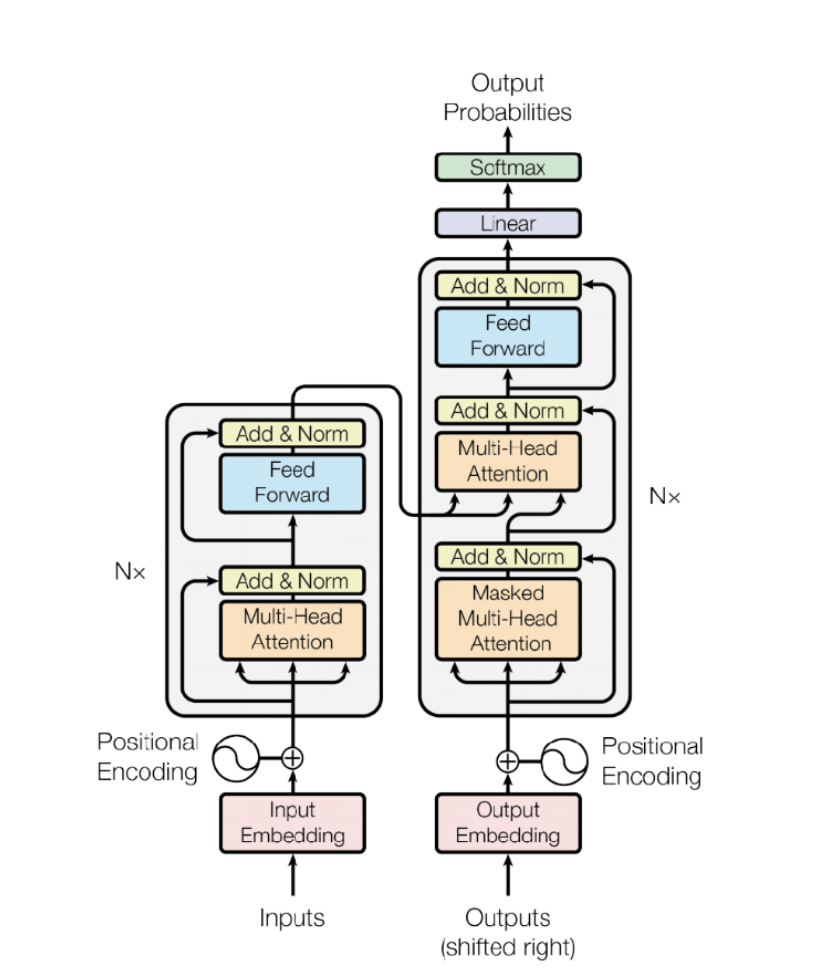 Output
Probabilities
Softmax
Linear
Add & Norm
Feed
Forward
Add & Norm
Multi-Head
Attention
Nx
Add & Norm
Masked
Multi-Head
Attention
Add & Norm
Feed
Forward
Nx
Add & Norm
Multi-Head
Attention
Positional
Encoding
Positional
Encoding
Input
Embedding
Output
Embedding
Inputs
Outputs
(shifted right)